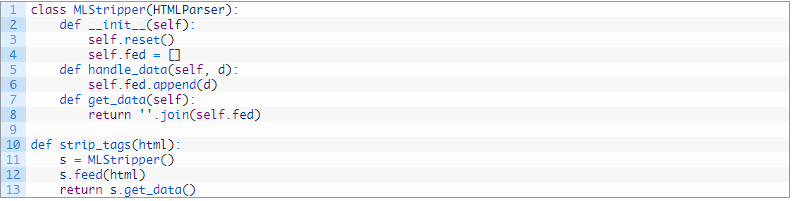 1 class MLStripper(HTMLParser):
2     def __init__(self):
3         self.reset()
4         self.fed = []
5     def handle_data(self, d):
6         self.fed.append(d)
7     def get_data(self):
8         return ''.join(self.fed)
9
10 def strip_tags(html):
11     s = MLStripper()
12     s.feed(html)
13     return s.get_data()